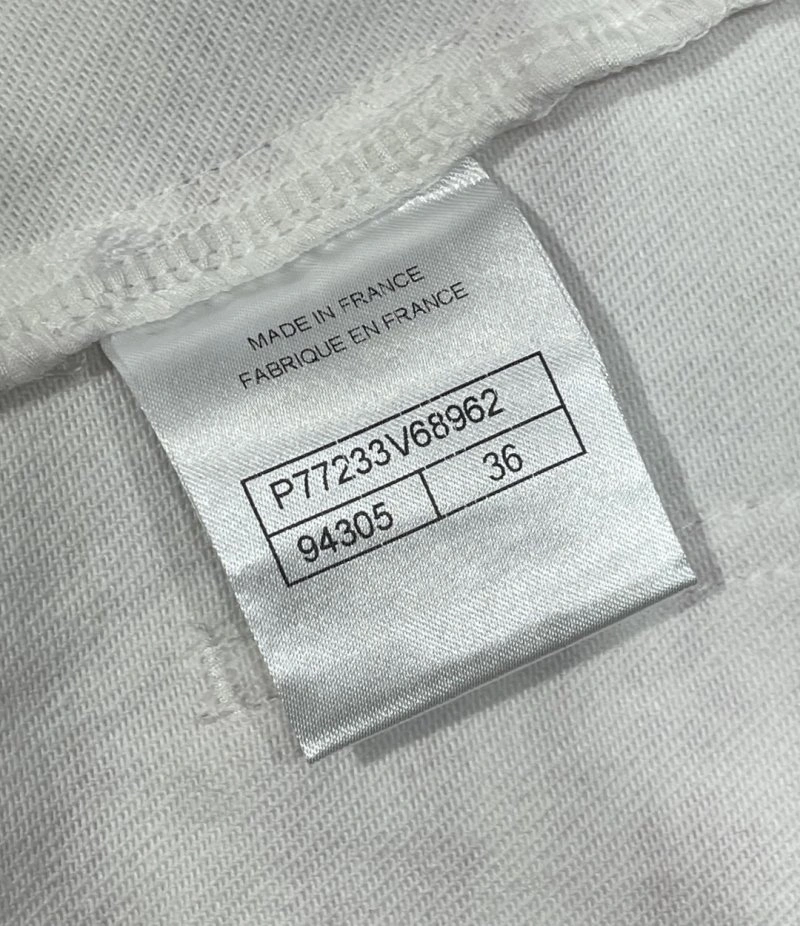 MADE IN FRANCE
FABRIQUE EN FRANCE
P77233V68962
94305 36